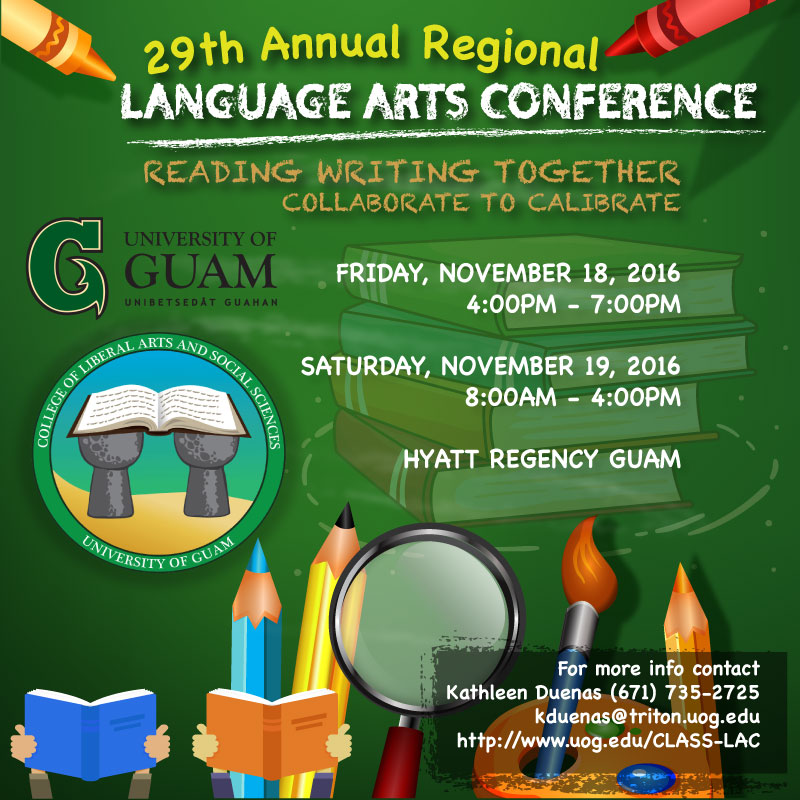 29th Annual Regional
LANGUAGE ARTS CONFERENCE
READING WRITING TOGETHER
COLLABORATE TO CALIBRATE
UNIVERSITY OF
GUAM
UNIBETSEDÅT GUAHAN
FRIDAY, NOVEMBER 18, 2016
4:00PM - 7:00PM
SATURDAY, NOVEMBER 19, 2016
8:00AM - 4:00PM
HYATT REGENCY GUAM
COLLEGE OF LIBERAL ARTS AND SOCIAL SCIENCES
UNIVERSITY OF GUAM
For more info contact
Kathleen Duenas (671) 735-2725
kduenas@triton.uog.edu
http://www.uog.edu/CLASS-LAC